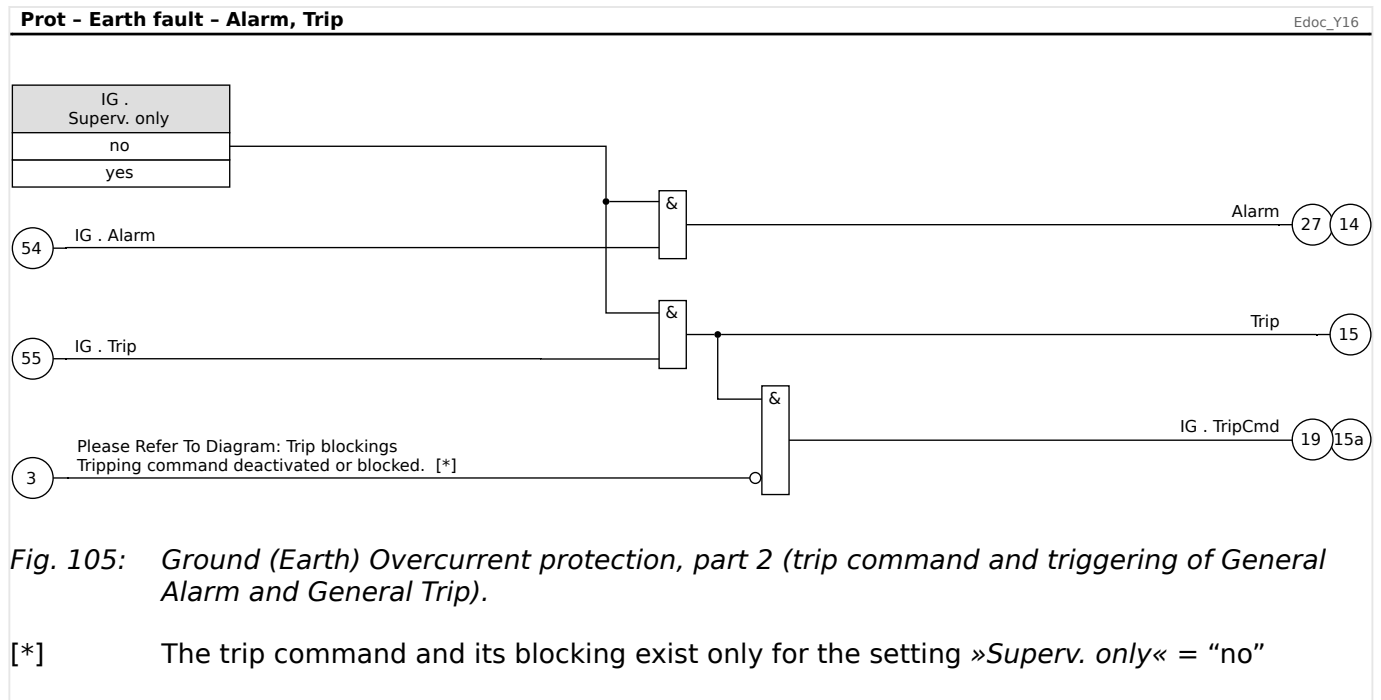 Prot – Earth fault – Alarm, Trip
Edoc_Y16
IG .
Superv. only
no
yes
&
Alarm
27 14
54
IG . Alarm
&
Trip
15
55
IG . Trip
&
IG . TripCmd
19 15a
Please Refer To Diagram: Trip blockings
Tripping command deactivated or blocked. [*]
3
Fig. 105: Ground (Earth) Overcurrent protection, part 2 (trip command and triggering of General
Alarm and General Trip).
[*] The trip command and its blocking exist only for the setting »Superv. only« = “no”